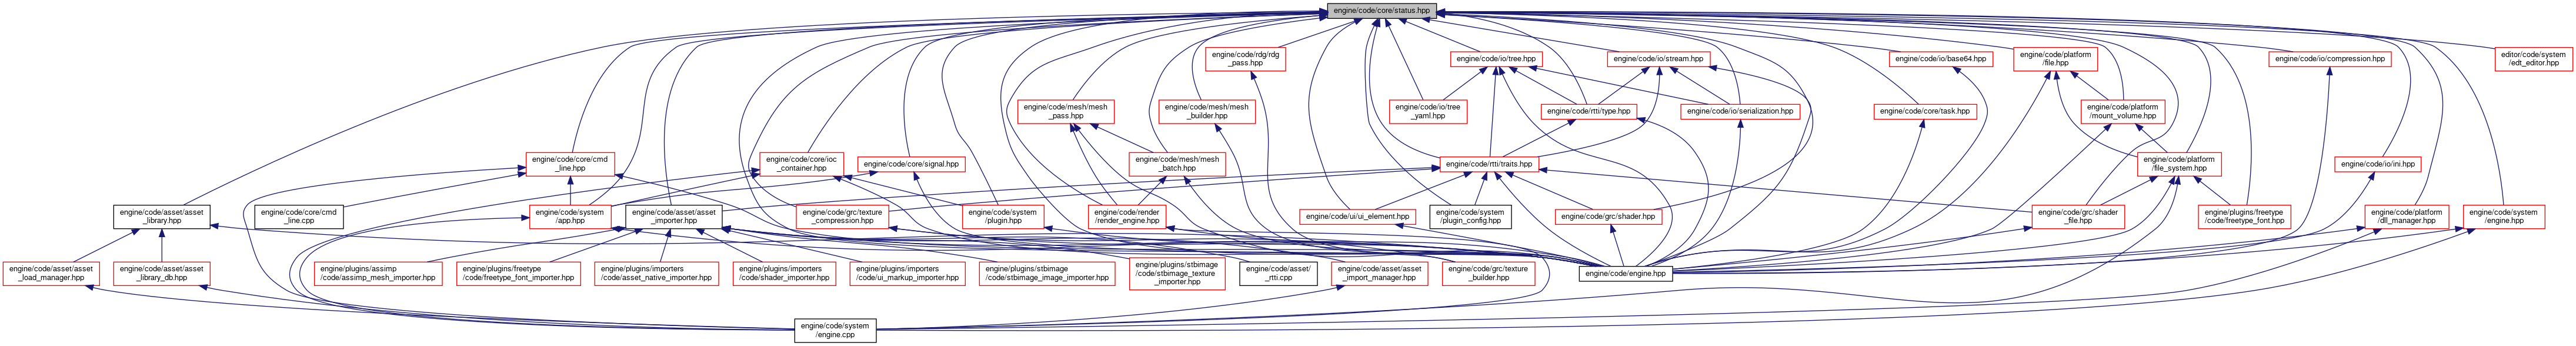 engine/code/core/status.hpp
engine/code/rdg/rdg
_pass.hpp
engine/code/io/tree.hpp
engine/code/io/stream.hpp
engine/code/io/base64.hpp
engine/code/platform
/file.hpp
engine/code/io/compression.hpp
editor/code/system
/edt_editor.hpp
engine/code/mesh/mesh
_pass.hpp
engine/code/mesh/mesh
_builder.hpp
engine/code/io/tree
_yaml.hpp
engine/code/rtti/type.hpp
engine/code/io/serialization.hpp
engine/code/core/task.hpp
engine/code/platform
/mount_volume.hpp
engine/code/core/cmd
_line.hpp
engine/code/core/ioc
_container.hpp
engine/code/core/signal.hpp
engine/code/mesh/mesh
_batch.hpp
engine/code/rtti/traits.hpp
engine/code/platform
/file_system.hpp
engine/code/io/ini.hpp
engine/code/asset/asset
_library.hpp
engine/code/core/cmd
_line.cpp
engine/code/system
/app.hpp
engine/code/asset/asset
_importer.hpp
engine/code/grc/texture
_compression.hpp
engine/code/system
/plugin.hpp
engine/code/render
/render_engine.hpp
engine/code/ui/ui_element.hpp
engine/code/system
/plugin_config.hpp
engine/code/grc/shader.hpp
engine/code/grc/shader
_file.hpp
engine/plugins/freetype
/code/freetype_font.hpp
engine/code/platform
/dll_manager.hpp
engine/code/system
/engine.hpp
engine/code/asset/asset
_load_manager.hpp
engine/code/asset/asset
_library_db.hpp
engine/plugins/assimp
/code/assimp_mesh_importer.hpp
engine/plugins/freetype
/code/freetype_font_importer.hpp
engine/plugins/importers
/code/asset_native_importer.hpp
engine/plugins/importers
/code/shader_importer.hpp
engine/plugins/importers
/code/ui_markup_importer.hpp
engine/plugins/stbimage
/code/stbimage_image_importer.hpp
engine/plugins/stbimage
/code/stbimage_texture
_importer.hpp
engine/code/asset/
_rtti.cpp
engine/code/asset/asset
_import_manager.hpp
engine/code/grc/texture
_builder.hpp
engine/code/engine.hpp
engine/code/system
/engine.cpp